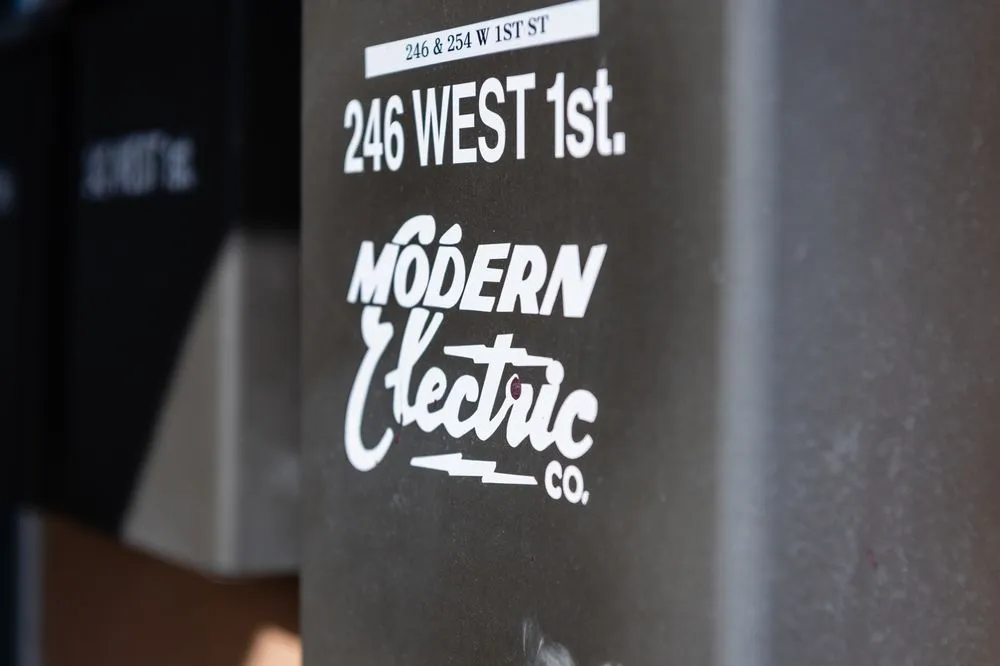 246 & 254 W 1ST ST
246 WEST 1st.
MODERN
Electric
CO.